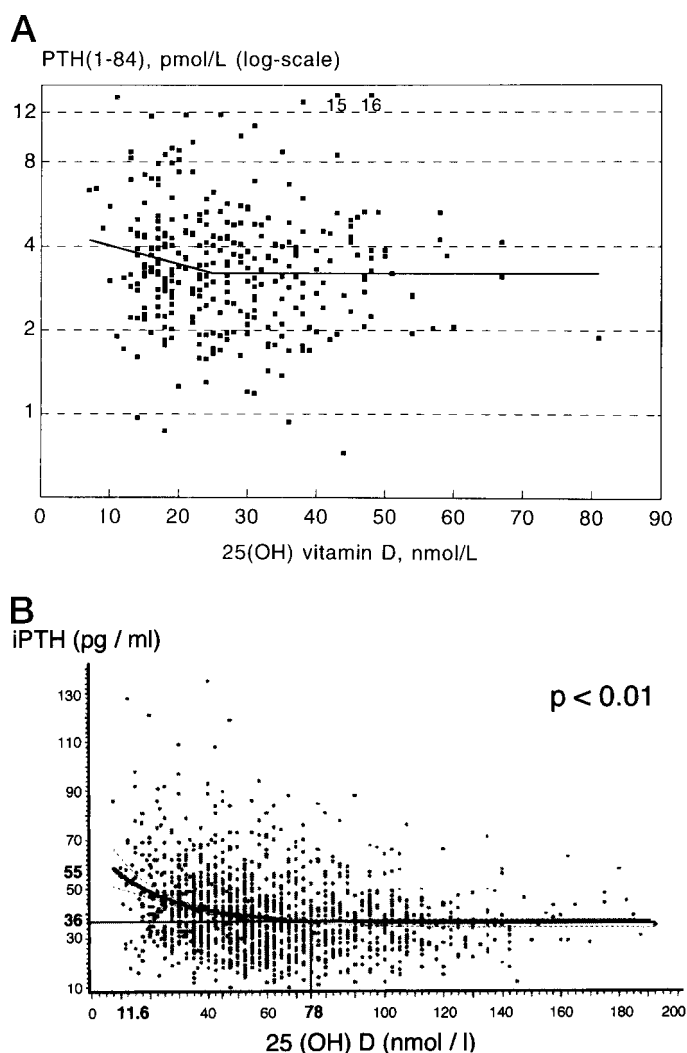 A
PTH(1-84), pmol/L (log-scale)
15 16
12
8
4
2
1
0 10 20 30 40 50 60 70 80 90
25(OH) vitamin D, nmol/L
B
iPTH (pg / ml)
p < 0.01
130
110
90
70
55
50
36
30
10
0 11.6 40 60 78 100 120 140 160 180 200
25 (OH) D (nmol / l)